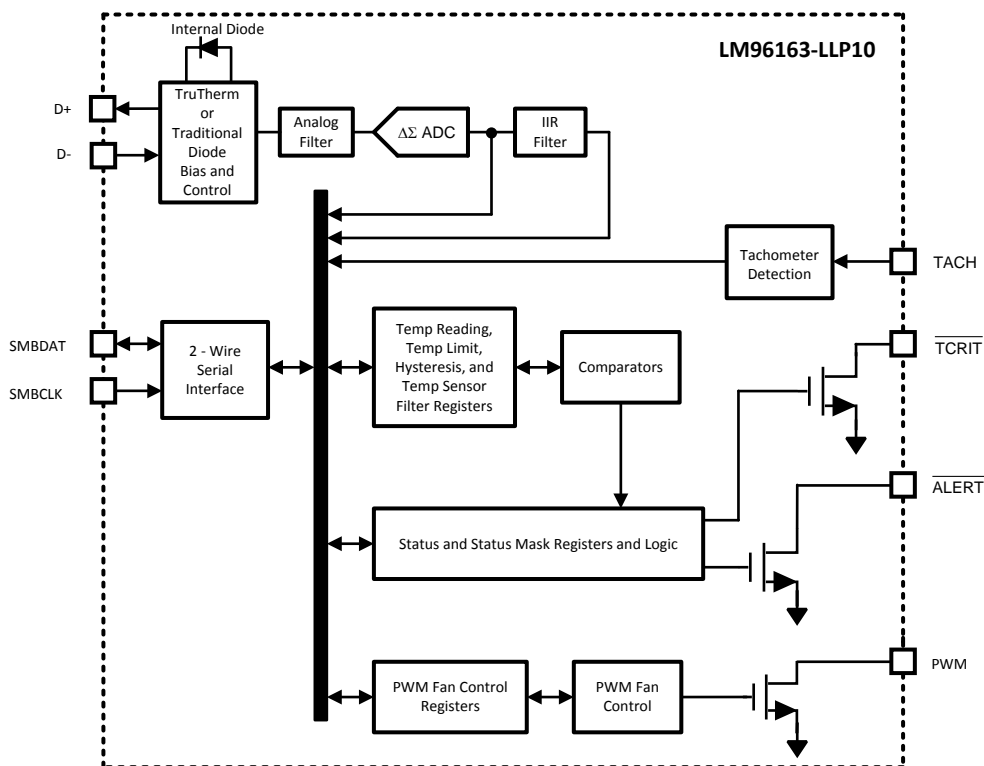 Internal Diode
LM96163-LLP10
D+
D-
TruTherm
or
Traditional
Diode
Bias and
Control
Analog
Filter
ΔΣ ADC
IIR
Filter
Tachometer
Detection
TACH
SMBDAT
SMBCLK
2 - Wire
Serial
Interface
Temp Reading,
Temp Limit,
Hysteresis, and
Temp Sensor
Filter Registers
Comparators
TCRIT
ALERT
Status and Status Mask Registers and Logic
PWM Fan Control
Registers
PWM Fan
Control
PWM